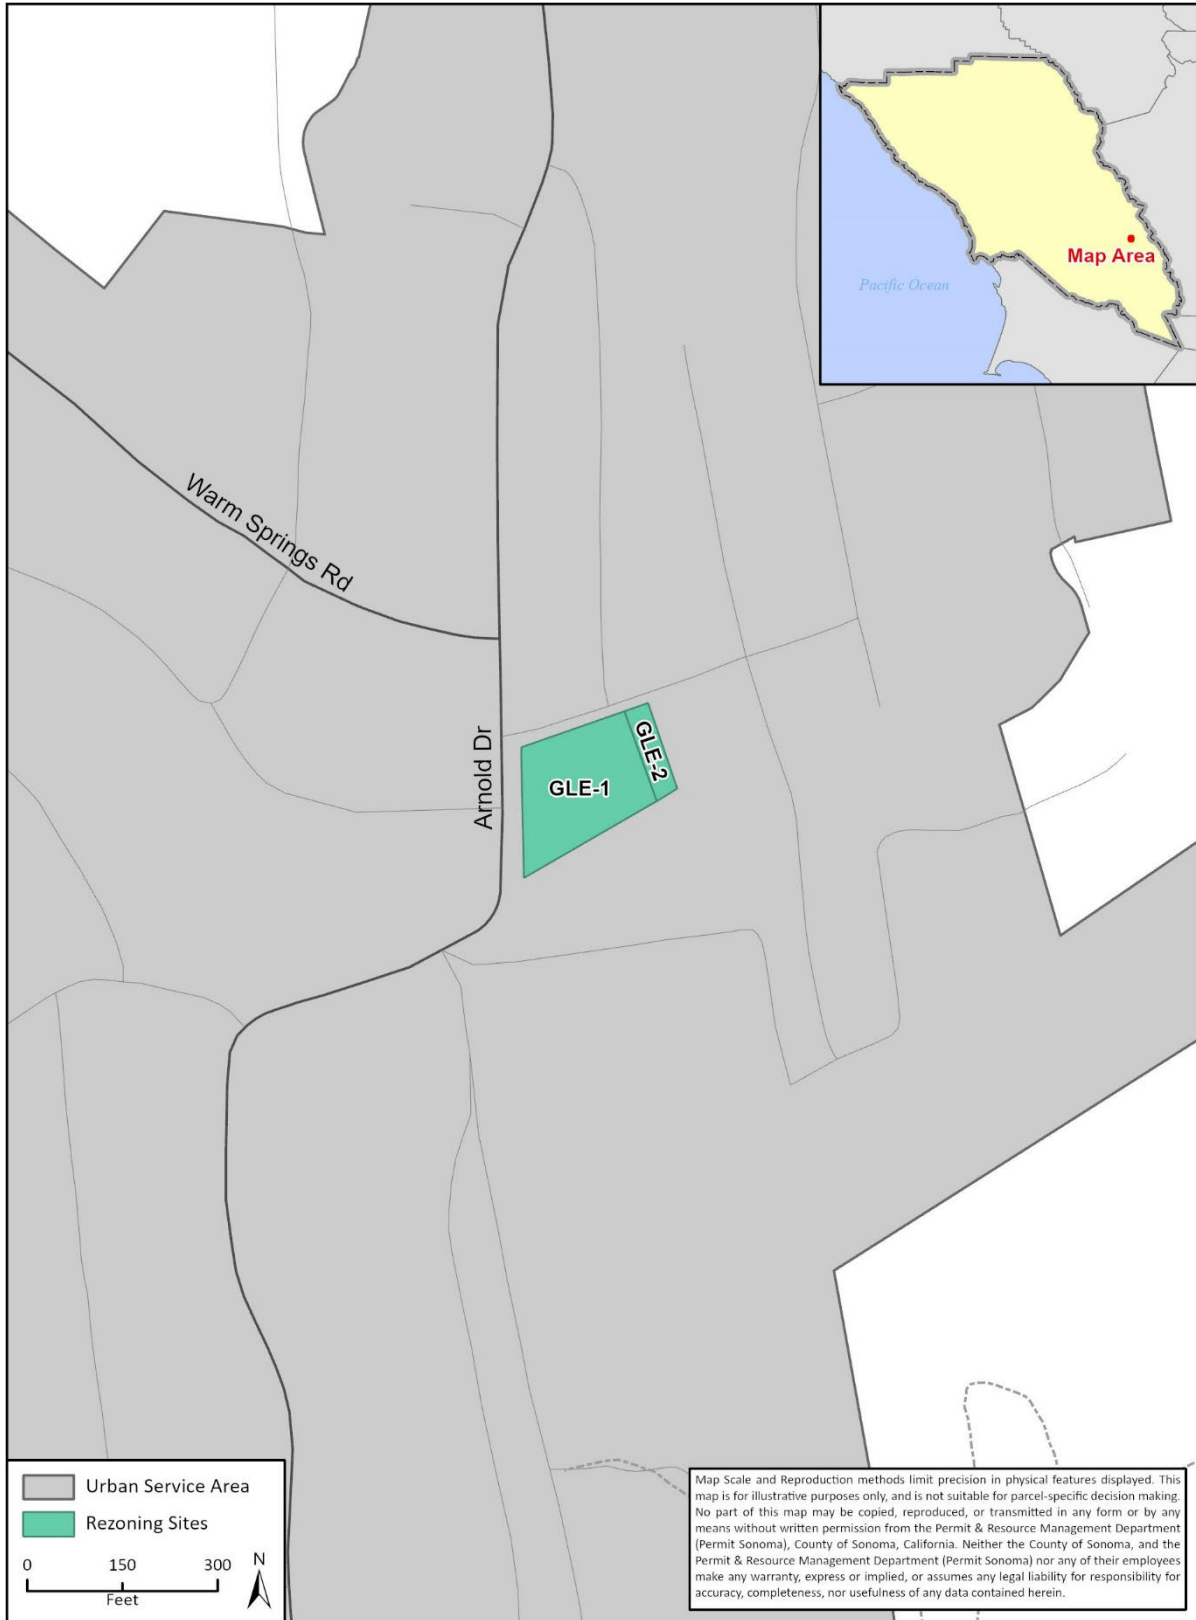 Map Area
Pacific Ocean
Warm Springs Rd
Arnold Dr
GLE-1
GLE-2
Urban Service Area
Rezoning Sites
0 150 300
Feet
N
Map Scale and Reproduction methods limit precision in physical features displayed. This
map is for illustrative purposes only, and is not suitable for parcel-specific decision making.
No part of this map may be copied, reproduced, or transmitted in any form or by any
means without written permission from the Permit & Resource Management Department
(Permit Sonoma), County of Sonoma, California. Neither the County of Sonoma, and the
Permit & Resource Management Department (Permit Sonoma) nor any of their employees
make any warranty, express or implied, or assumes any legal liability for responsibility for
accuracy, completeness, nor usefulness of any data contained herein.